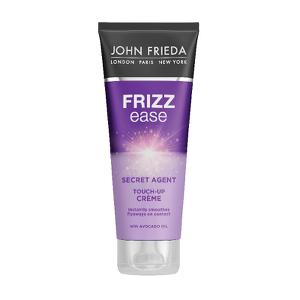 JOHN FRIEDA
LONDON PARIS NEW YORK
FRIZZ
ease
SECRET AGENT
TOUCH-UP
CRÈME
Instantly smoothes
flyaways on contact
WITH AVOCADO OIL